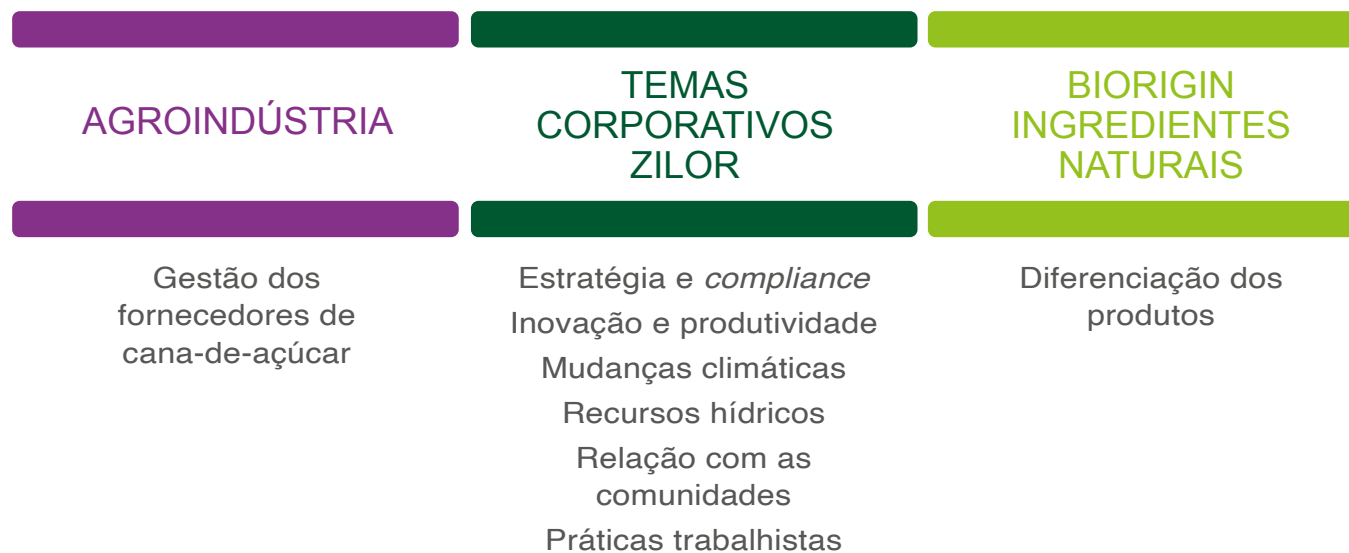 AGROINDÚSTRIA
TEMAS
CORPORATIVOS
ZILOR
BIORIGIN
INGREDIENTES
NATURAIS
Gestão dos
fornecedores de
cana-de-açúcar
Estratégia e compliance
Inovação e produtividade
Mudanças climáticas
Recursos hídricos
Relação com as
comunidades
Práticas trabalhistas
Diferenciação dos
produtos